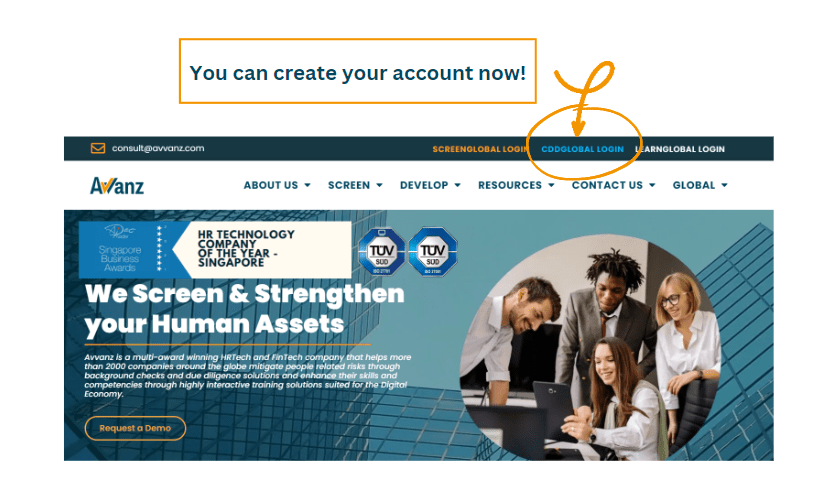 You can create your account now!
consult@avvanz.com
SCREENGLOBAL LOGIN CDDGLOBAL LOGIN LEARNGLOBAL LOGIN
Avvanz
ABOUT US SCREEN DEVELOP RESOURCES CONTACT US GLOBAL
Singapore
Business
Awards
HR TECHNOLOGY
COMPANY
OF THE YEAR -
SINGAPORE
TÜV
SÜD
TÜV
SÜD
We Screen & Strengthen
your Human Assets
Avvanz is a multi-award winning HRTech and FinTech company that helps more
than 2000 companies around the globe mitigate people related risks through
background checks and due diligence solutions and enhance their skills and
competencies through highly interactive training solutions suited for the Digital
Economy.
Request a Demo